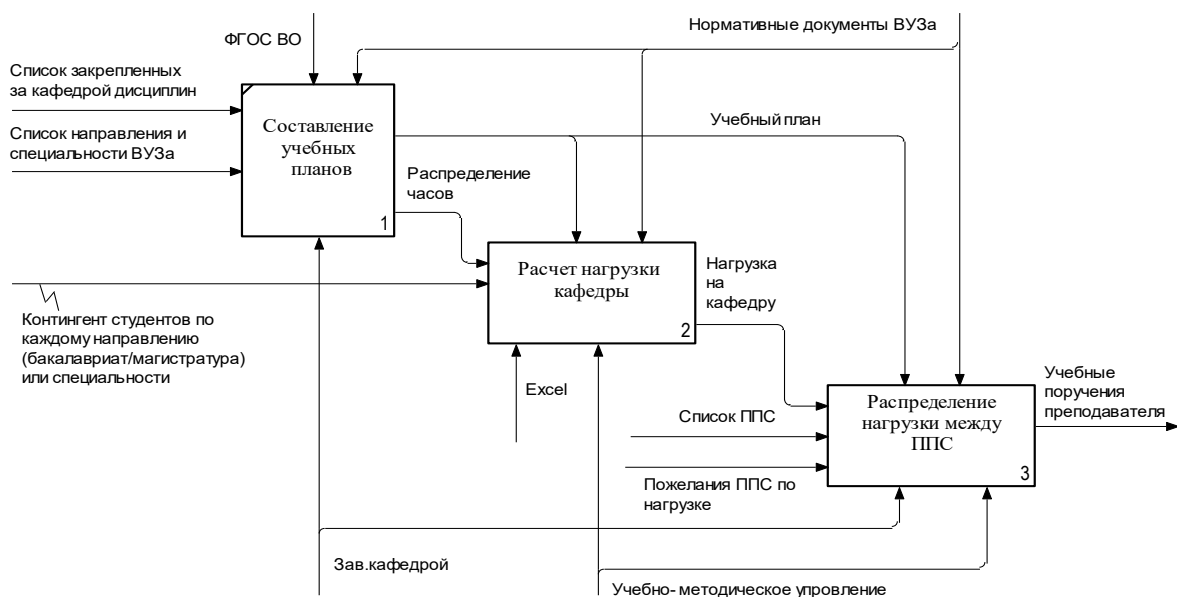 ФГОС ВО
Нормативные документы ВУЗа
Список закрепленных
за кафедрой дисциплин
Список направления и
специальности ВУЗа
Составление
учебных
планов
1
Учебный план
Распределение
часов
Расчет нагрузки
кафедры
2
Нагрузка
на
кафедру
Контингент студентов по
каждому направлению
(бакалавриат/магистратура)
или специальности
Excel
Список ППС
Пожелания ППС по
нагрузке
Распределение
нагрузки между
ППС
3
Учебные
поручения
преподавателя
Зав.кафедрой
Учебно- методическое упровление